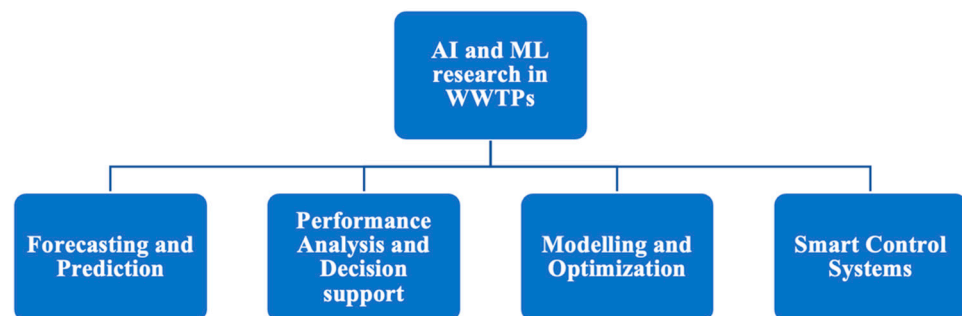 AI and ML
research in
WWTPs
Forecasting and
Prediction
Performance
Analysis and
Decision
support
Modelling and
Optimization
Smart Control
Systems